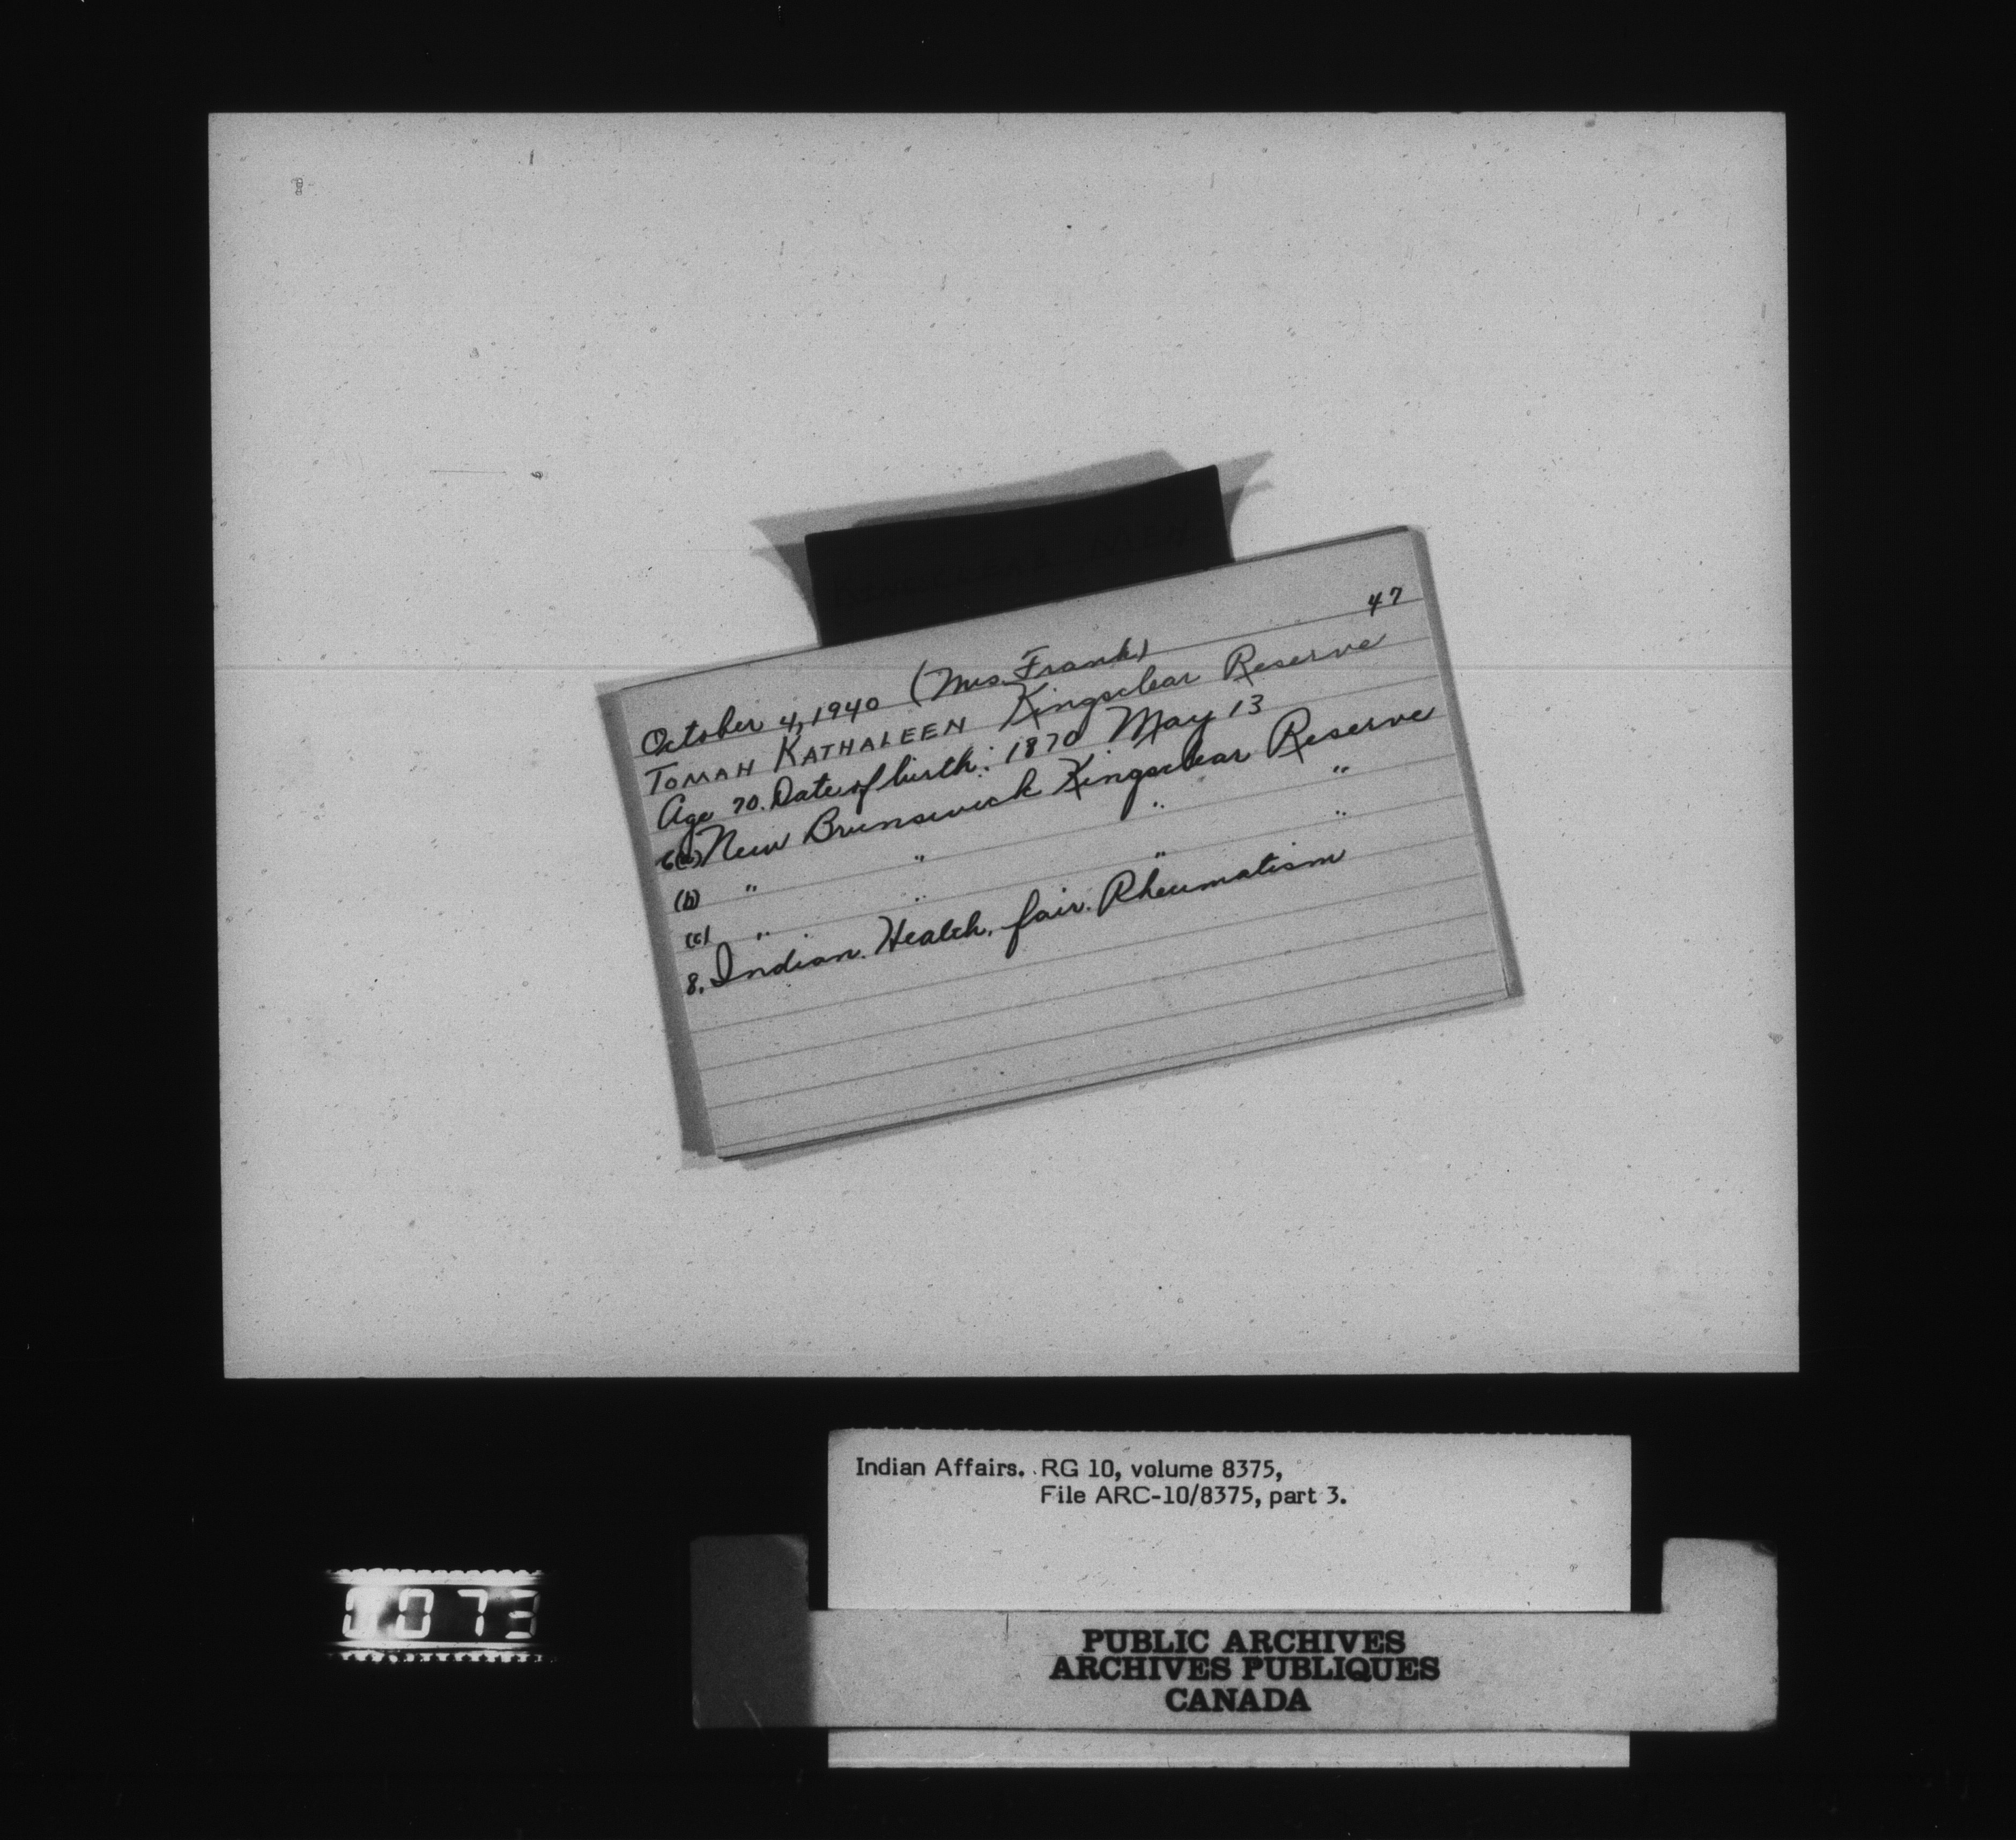 47
October 4, 1940 (Mrs. Frank)
TOMAH KATHALEEN Kingsclear Reserve
Age 70. Date of birth: 1870 May 13
6(a) New Brunswick Kingsclear Reserve
(b) " " " "
(c) " " " "
8. Indian. Health, fair. Rheumatism
Indian Affairs. RG 10, volume 8375,
File ARC-10/8375, part 3.
0073
PUBLIC ARCHIVES
ARCHIVES PUBLIQUES
CANADA